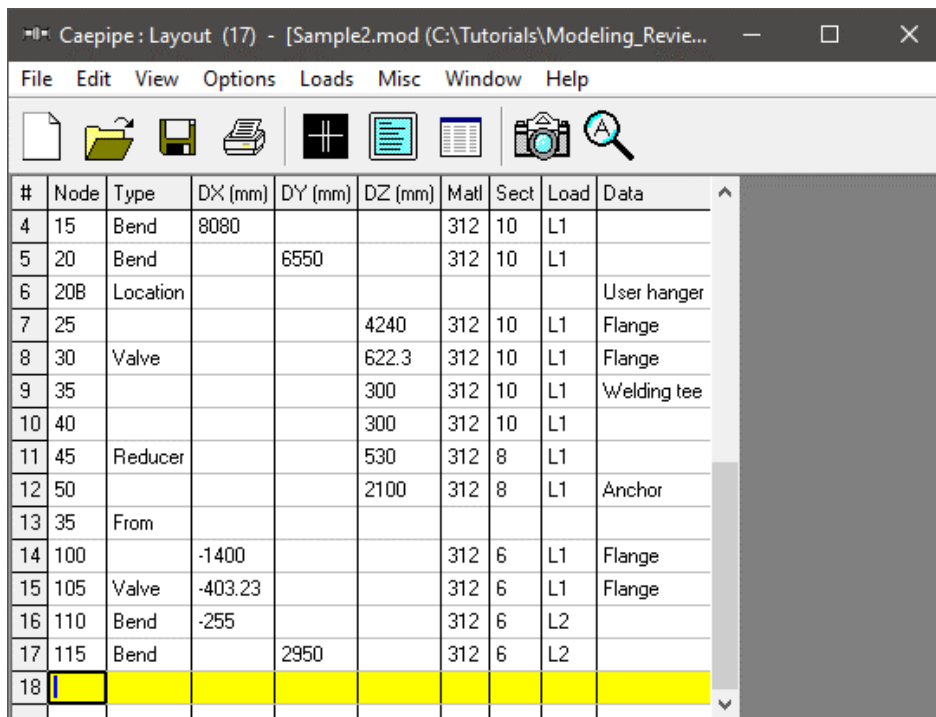 Caepipe : Layout (17) - [Sample2.mod (C:\Tutorials\Modeling_Revie...
File Edit View Options Loads Misc Window Help
# Node Type DX (mm) DY (mm) DZ (mm) Matl Sect Load Data
4 15 Bend 8080 312 10 L1
5 20 Bend 6550 312 10 L1
6 20B Location User hanger
7 25 4240 312 10 L1 Flange
8 30 Valve 622.3 312 10 L1 Flange
9 35 300 312 10 L1 Welding tee
10 40 300 312 10 L1
11 45 Reducer 530 312 8 L1
12 50 2100 312 8 L1 Anchor
13 35 From
14 100 -1400 312 6 L1 Flange
15 105 Valve -403.23 312 6 L1 Flange
16 110 Bend -255 312 6 L2
17 115 Bend 2950 312 6 L2
18